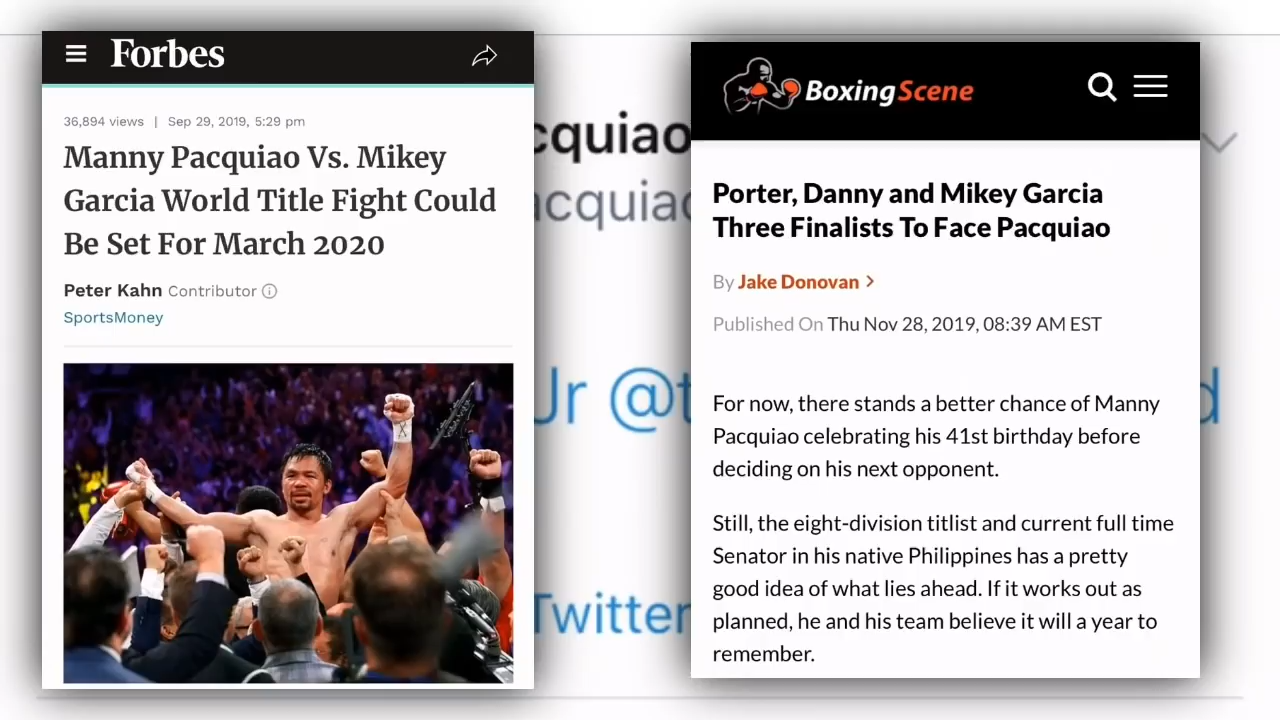 Forbes
36,894 views | Sep 29, 2019, 5:29 pm
Manny Pacquiao Vs. Mikey
Garcia World Title Fight Could
Be Set For March 2020
Peter Kahn Contributor
SportsMoney
BoxingScene
Porter, Danny and Mikey Garcia
Three Finalists To Face Pacquiao
By Jake Donovan >
Published On Thu Nov 28, 2019, 08:39 AM EST
For now, there stands a better chance of Manny
Pacquiao celebrating his 41st birthday before
deciding on his next opponent.
Still, the eight-division titlist and current full time
Senator in his native Philippines has a pretty
good idea of what lies ahead. If it works out as
planned, he and his team believe it will a year to
remember.
cquiao
acquiao
Jr @t
d
Twitter